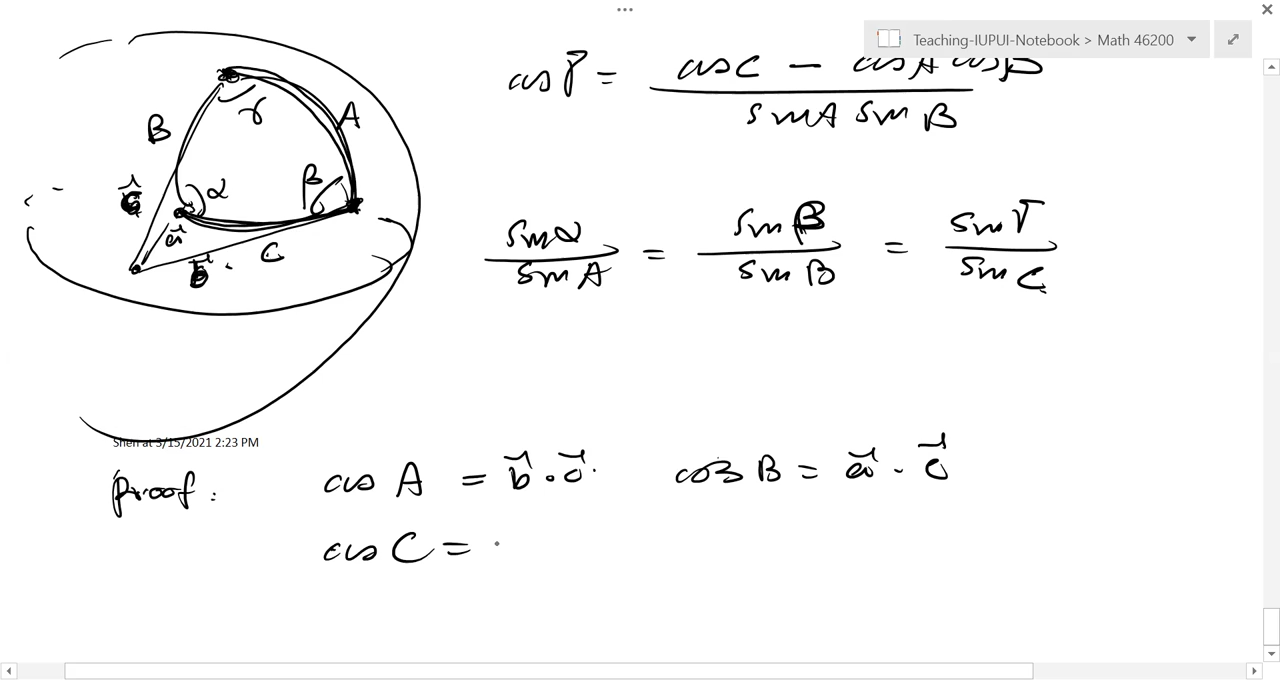 Teaching-IUPUI-Notebook > Math 46200
cos Γ = cos C − cos A cos B
sin A sin B
B γ A
α β
c⃗ a⃗ b⃗ C
sin α / sin A = sin β / sin B = sin Γ / sin C
Shen at 3/15/2021 2:23 PM
Proof: cos A = b⃗ · c⃗. cos B = a⃗ · c⃗
cos C =